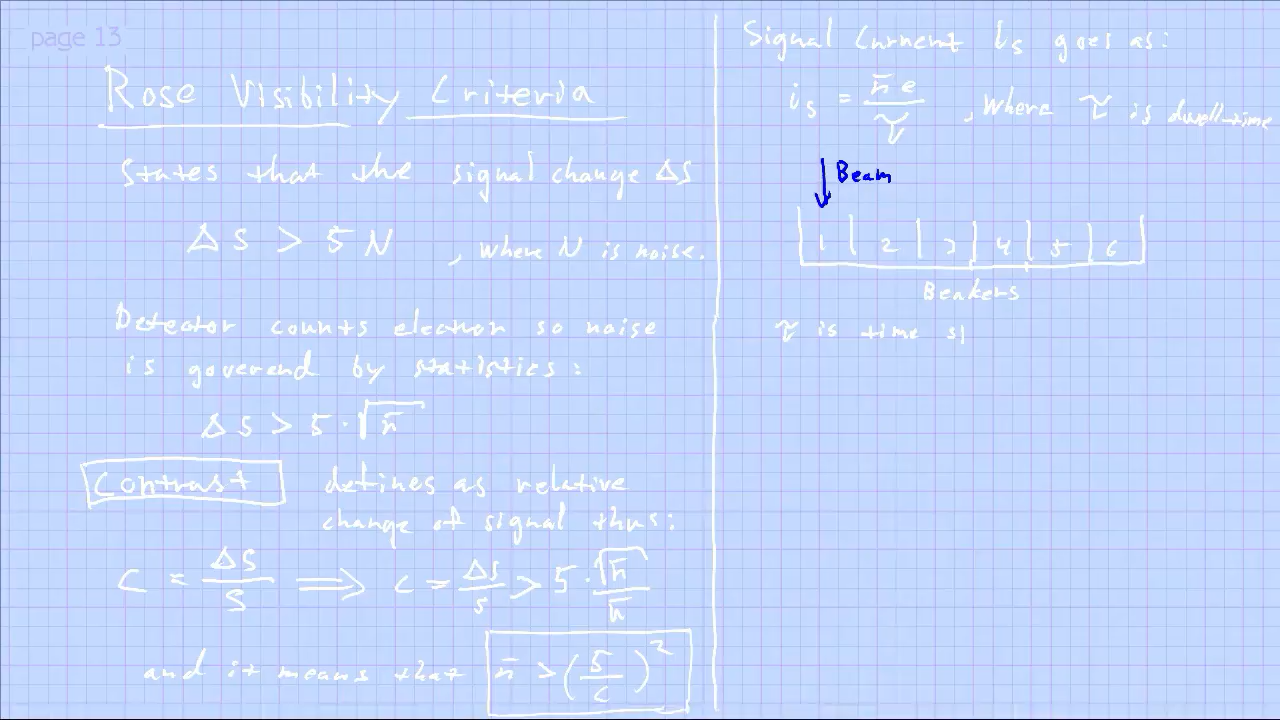 page 13
Rose Visibility Criteria
States that the signal change ΔS
ΔS > 5N , where N is noise.
Detector counts electron so noise
is goverend by statistics:
ΔS > 5·√n̄
Contrast defines as relative
change of signal thus:
C = ΔS/S ⟹ C = ΔS/S > 5·√n̄/n̄
and it means that n̄ > (5/C)²
Signal current is goes as:
is = n̄e/τ , where τ is dwell-time
Beam
1 2 3 4 5 6
Beakers
τ is time s